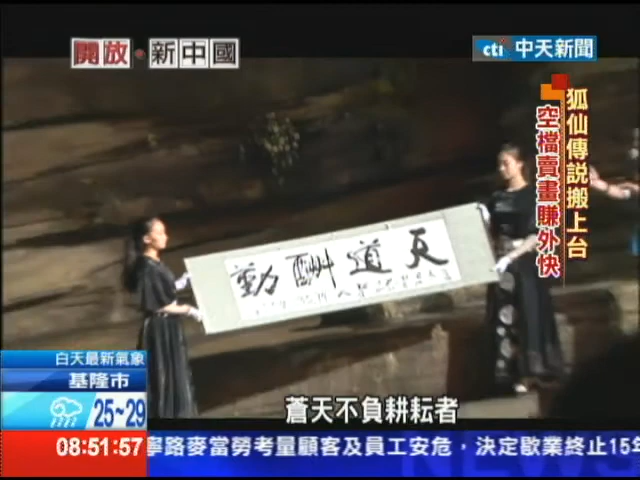 開放·新中國
cti 中天新聞
狐仙傳說搬上台
空檔賣畫賺外快
天道酬勤
蒼天不負耕耘者
白天最新氣象
基隆市
25~29
08:51:57
寧路麥當勞考量顧客及員工安危，決定歇業終止15年